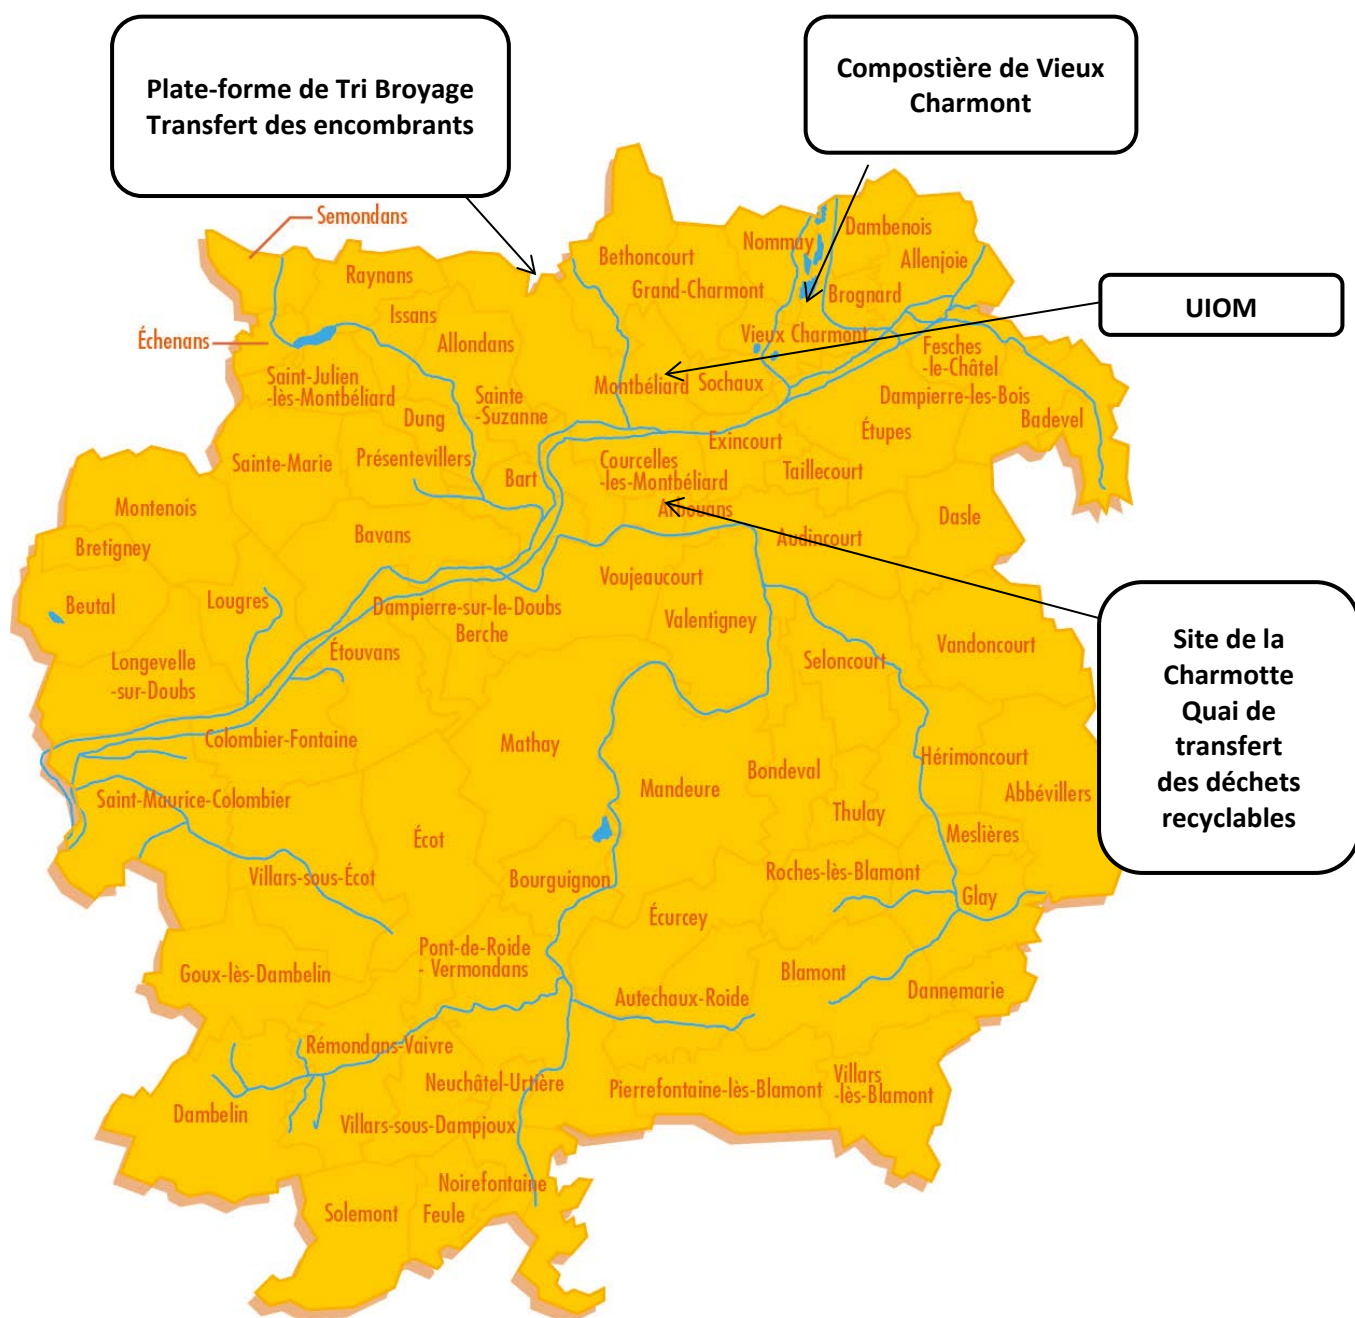 Plate-forme de Tri Broyage
Transfert des encombrants
Compostière de Vieux
Charmont
Semondans
Raynans
Bethoncourt
Nommay
Dambenois
Allenjoie
Grand-Charmont
Brognard
UIOM
Issans
Échenans
Allondans
Vieux Charmont
Fesches
-le-Châtel
Saint-Julien
-lès-Montbéliard
Montbéliard
Sochaux
Dampierre-les-Bois
Sainte
-Suzanne
Dung
Badevel
Étupes
Exincourt
Sainte-Marie
Présentevillers
Bart
Courcelles
-les-Montbéliard
Taillecourt
Montenois
Arbouans
Dasle
Bretigney
Bavans
Audincourt
Beutal
Lougres
Dampierre-sur-le-Doubs
Berche
Voujeaucourt
Valentigney
Vandoncourt
Longevelle
-sur-Doubs
Étouvans
Seloncourt
Site de la
Charmotte
Quai de
transfert
des déchets
recyclables
Colombier-Fontaine
Mathay
Hérimoncourt
Bondeval
Mandeure
Abbévillers
Saint-Maurice-Colombier
Thulay
Meslières
Écot
Villars-sous-Écot
Bourguignon
Roches-lès-Blamont
Glay
Écurcey
Goux-lès-Dambelin
Pont-de-Roide
- Vermondans
Blamont
Dannemarie
Autechaux-Roide
Rémondans-Vaivre
Neuchâtel-Urtière
Pierrefontaine-lès-Blamont
Villars
-lès-Blamont
Dambelin
Villars-sous-Dampjoux
Noirefontaine
Solemont
Feule